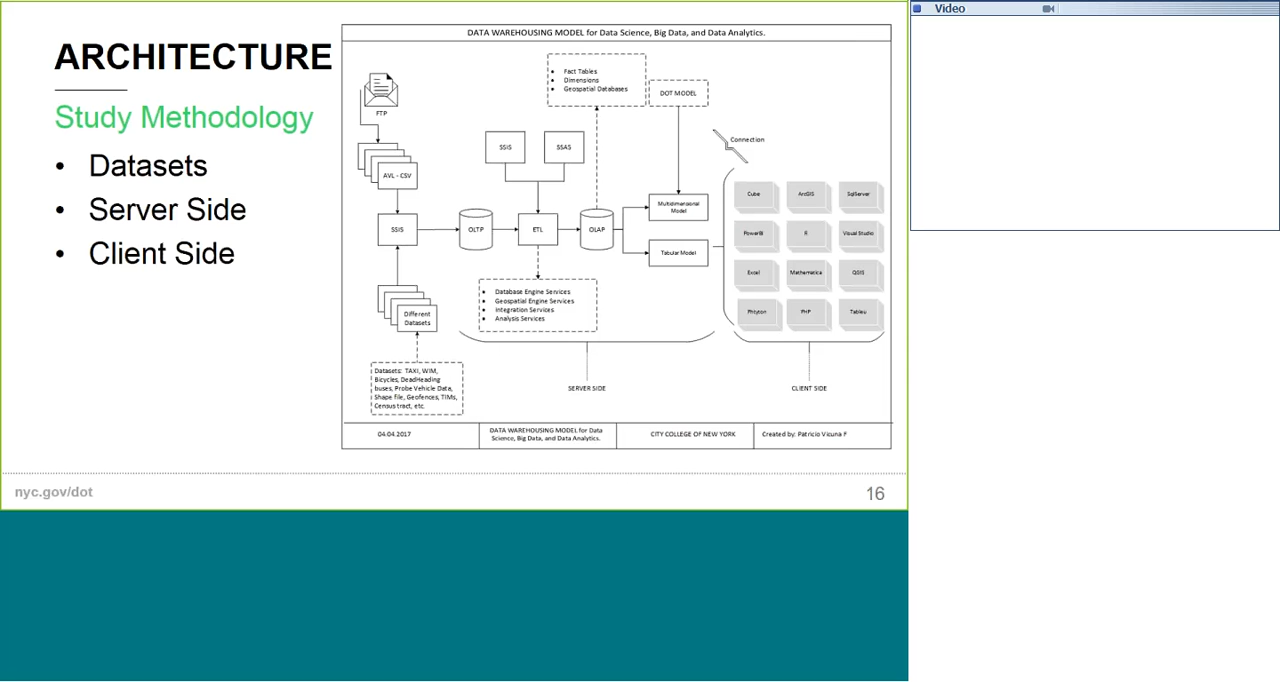 Video
ARCHITECTURE
Study Methodology
• Datasets
• Server Side
• Client Side
DATA WAREHOUSING MODEL for Data Science, Big Data, and Data Analytics.
FTP
AVL - CSV
SSIS
Different
Datasets
Datasets: TAXI, WIM,
Bicycles, DeadHeading
buses, Probe Vehicle Data,
Shape file, Geofences, TIMs,
Census tract, etc.
OLTP
SSIS
SSAS
ETL
• Database Engine Services
• Geospatial Engine Services
• Integration Services
• Analysis Services
• Fact Tables
• Dimensions
• Geospatial Databases
OLAP
DOT MODEL
Multidimensional
Model
Tabular Model
Connection
Cube
ArcGIS
SqlServer
PowerBI
R
Visual Studio
Excel
Mathematica
QGIS
Phtyton
PHP
Tableu
SERVER SIDE
CLIENT SIDE
04.04.2017
DATA WAREHOUSING MODEL for Data
Science, Big Data, and Data Analytics.
CITY COLLEGE OF NEW YORK
Created by: Patricio Vicuna F
nyc.gov/dot
16